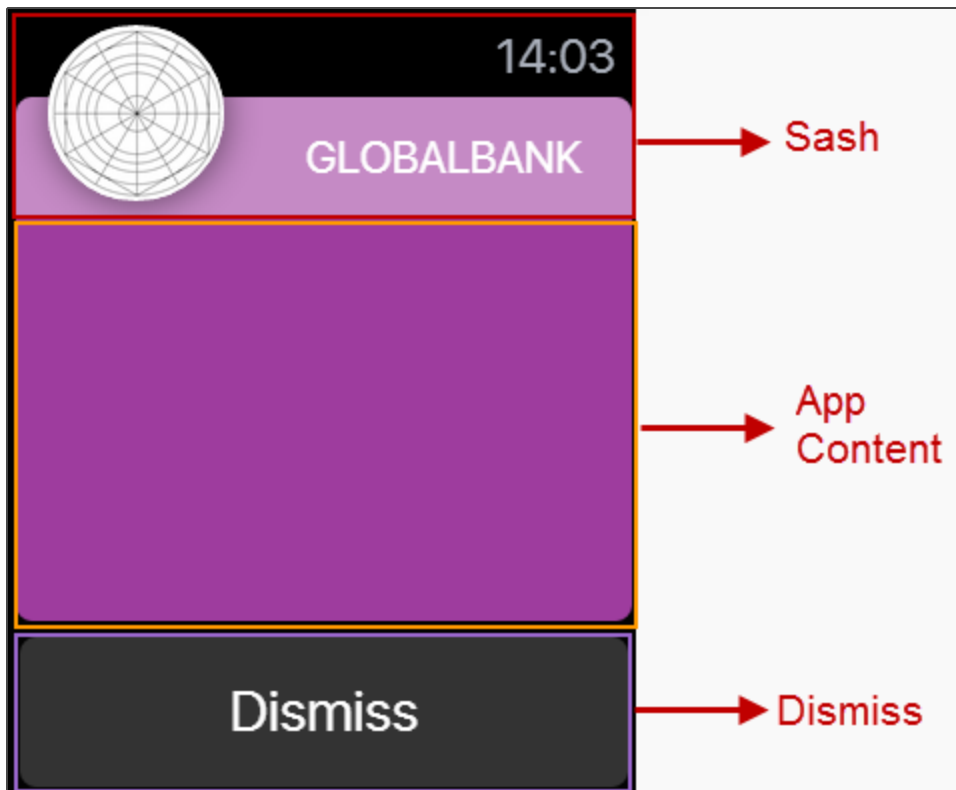 14:03
GLOBALBANK
Sash
App
Content
Dismiss
Dismiss